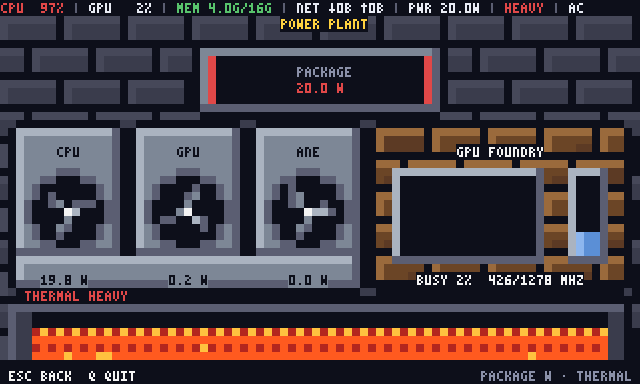 CPU 97% | GPU 2% | MEM 4.0G/16G | NET ↓0B ↑0B | PWR 20.0W | HEAVY | AC
POWER PLANT
PACKAGE
20.0 W
CPU GPU ANE
GPU FOUNDRY
19.8 W 0.2 W 0.0 W
BUSY 2% 426/1278 MHZ
THERMAL HEAVY
ESC BACK Q QUIT
PACKAGE W · THERMAL